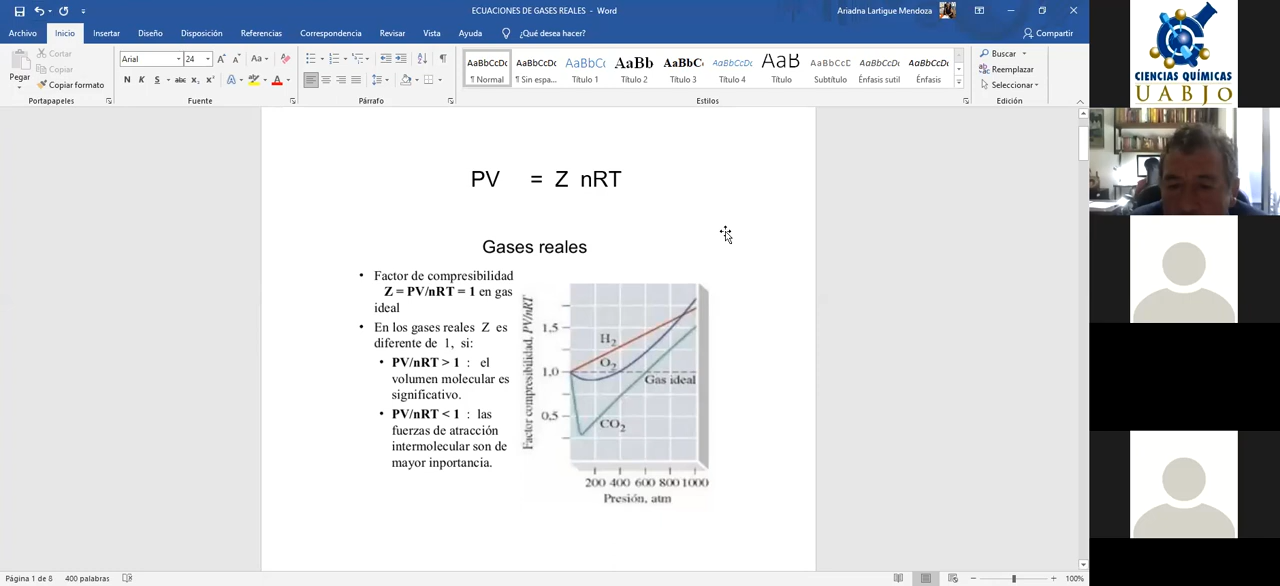 ECUACIONES DE GASES REALES - Word
Ariadna Lartigue Mendoza
Archivo Inicio Insertar Diseño Disposición Referencias Correspondencia Revisar Vista Ayuda ¿Qué desea hacer? Compartir
Pegar
Cortar
Copiar
Copiar formato
Portapapeles
Arial 24
Aa
N K S abc x₂ x²
Fuente
Párrafo
AaBbCcDc AaBbCcDc AaBbCc AaBb AaBbC AaBbCcDc AaB AaBbCcC AaBbCcDc AaBbCcDc
¶ Normal ¶ Sin espa... Título 1 Título 2 Título 3 Título 4 Título Subtítulo Énfasis sutil Énfasis
Estilos
Buscar
Reemplazar
Seleccionar
Edición
CIENCIAS QUÍMICAS
UABJO
PV = Z nRT
Gases reales
• Factor de compresibilidad
Z = PV/nRT = 1 en gas
ideal
• En los gases reales Z es
diferente de 1, si:
• PV/nRT > 1 : el
volumen molecular es
significativo.
• PV/nRT < 1 : las
fuerzas de atracción
intermolecular son de
mayor inportancia.
Factor compresibilidad, PV/nRT
1.5
1.0
0.5
H₂
O₂
Gas ideal
CO₂
200 400 600 800 1000
Presión, atm
Página 1 de 8 400 palabras
100%